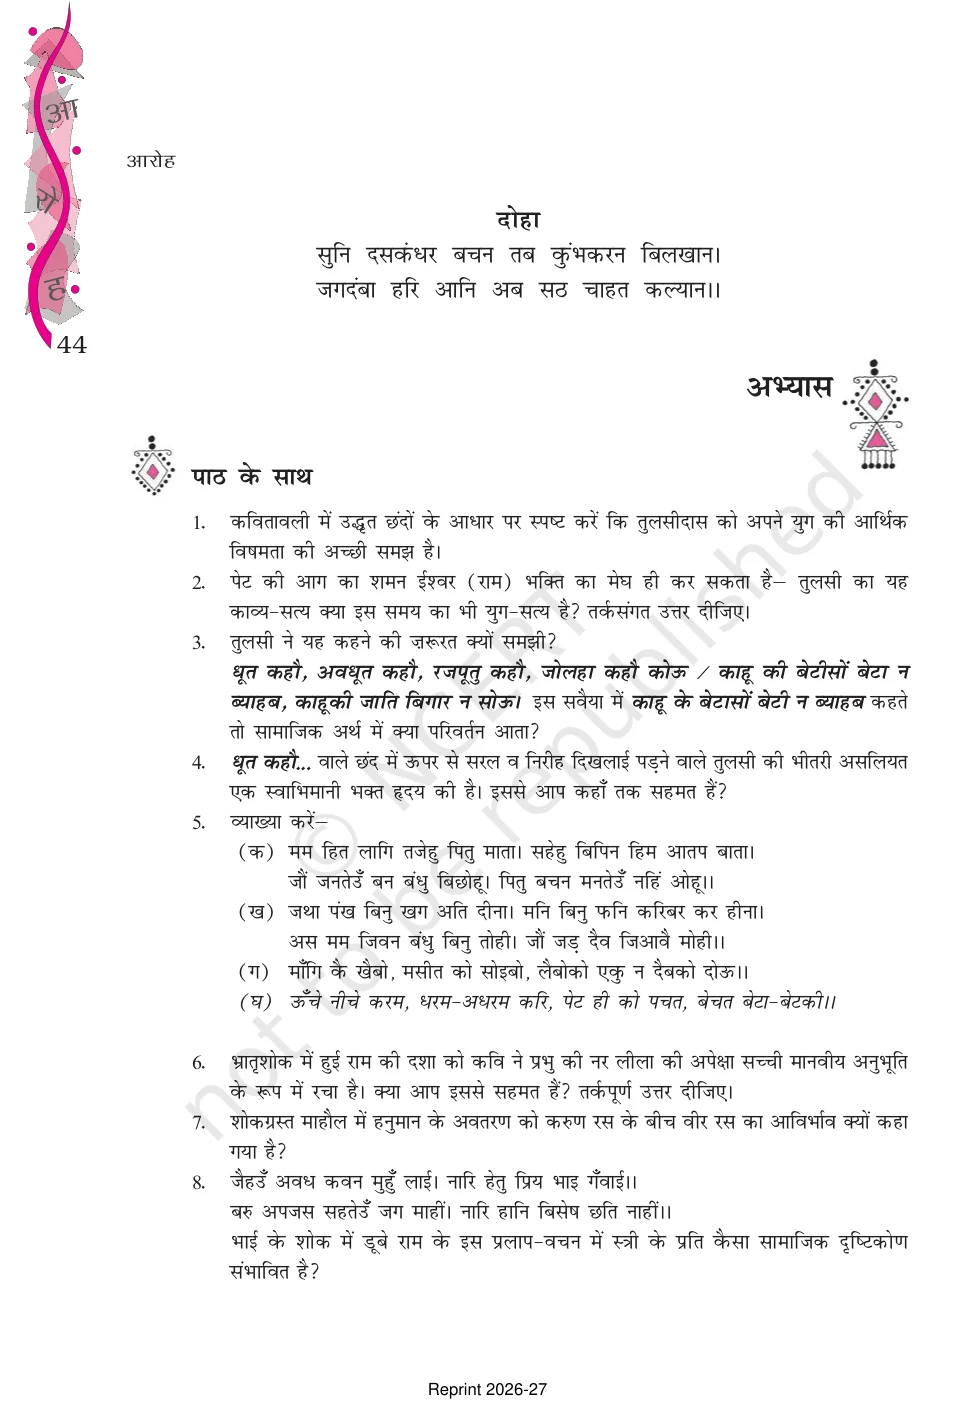 आ
रो
ह
आरोह
दोहा
सुनि दसकंधर बचन तब कुंभकरन बिलखान।
जगदंबा हरि आनि अब सठ चाहत कल्यान।।
44
अभ्यास
पाठ के साथ
1. कवितावली में उद्धृत छंदों के आधार पर स्पष्ट करें कि तुलसीदास को अपने युग की आर्थिक
विषमता की अच्छी समझ है।
2. पेट की आग का शमन ईश्वर (राम) भक्ति का मेघ ही कर सकता है– तुलसी का यह
काव्य-सत्य क्या इस समय का भी युग-सत्य है? तर्कसंगत उत्तर दीजिए।
3. तुलसी ने यह कहने की ज़रूरत क्यों समझी?
धूत कहौ, अवधूत कहौ, रजपूतु कहौ, जोलहा कहौ कोऊ / काहू की बेटीसों बेटा न
ब्याहब, काहूकी जाति बिगार न सोऊ। इस सवैया में काहू के बेटासों बेटी न ब्याहब कहते
तो सामाजिक अर्थ में क्या परिवर्तन आता?
4. धूत कहौ... वाले छंद में ऊपर से सरल व निरीह दिखलाई पड़ने वाले तुलसी की भीतरी असलियत
एक स्वाभिमानी भक्त हृदय की है। इससे आप कहाँ तक सहमत हैं?
5. व्याख्या करें–
(क) मम हित लागि तजेहु पितु माता। सहेहु बिपिन हिम आतप बाता।
जौं जनतेउँ बन बंधु बिछोहू। पितु बचन मनतेउँ नहिं ओहू।।
(ख) जथा पंख बिनु खग अति दीना। मनि बिनु फनि करिबर कर हीना।
अस मम जिवन बंधु बिनु तोही। जौं जड़ दैव जिआवै मोही।।
(ग) माँगि कै खैबो, मसीत को सोइबो, लैबोको एकु न दैबको दोऊ।।
(घ) ऊँचे नीचे करम, धरम-अधरम करि, पेट ही को पचत, बेचत बेटा-बेटकी।।
6. भ्रातृशोक में हुई राम की दशा को कवि ने प्रभु की नर लीला की अपेक्षा सच्ची मानवीय अनुभूति
के रूप में रचा है। क्या आप इससे सहमत हैं? तर्कपूर्ण उत्तर दीजिए।
7. शोकग्रस्त माहौल में हनुमान के अवतरण को करुण रस के बीच वीर रस का आविर्भाव क्यों कहा
गया है?
8. जैहउँ अवध कवन मुहुँ लाई। नारि हेतु प्रिय भाइ गँवाई।।
बरु अपजस सहतेउँ जग माहीं। नारि हानि बिसेष छति नाहीं।।
भाई के शोक में डूबे राम के इस प्रलाप-वचन में स्त्री के प्रति कैसा सामाजिक दृष्टिकोण
संभावित है?
© NCERT
not to be republished
Reprint 2026-27